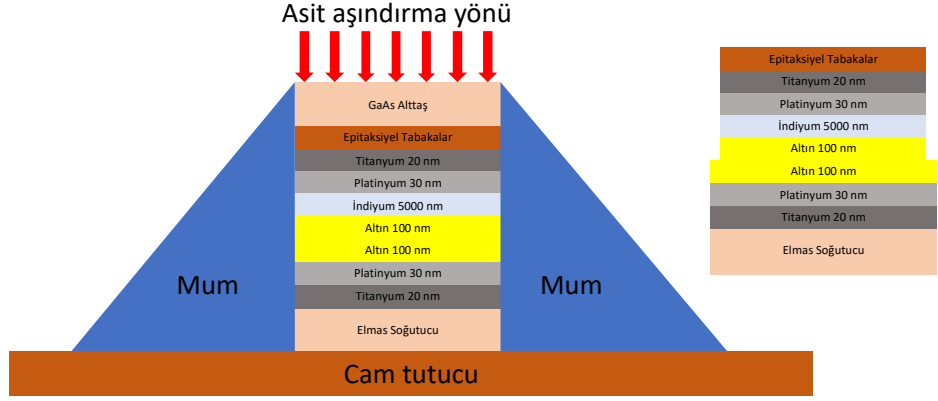 Asit aşındırma yönü
GaAs Alttaş
Epitaksiyel Tabakalar
Titanyum 20 nm
Platinyum 30 nm
İndiyum 5000 nm
Altın 100 nm
Altın 100 nm
Platinyum 30 nm
Titanyum 20 nm
Elmas Soğutucu
Mum
Mum
Cam tutucu
Epitaksiyel Tabakalar
Titanyum 20 nm
Platinyum 30 nm
İndiyum 5000 nm
Altın 100 nm
Altın 100 nm
Platinyum 30 nm
Titanyum 20 nm
Elmas Soğutucu